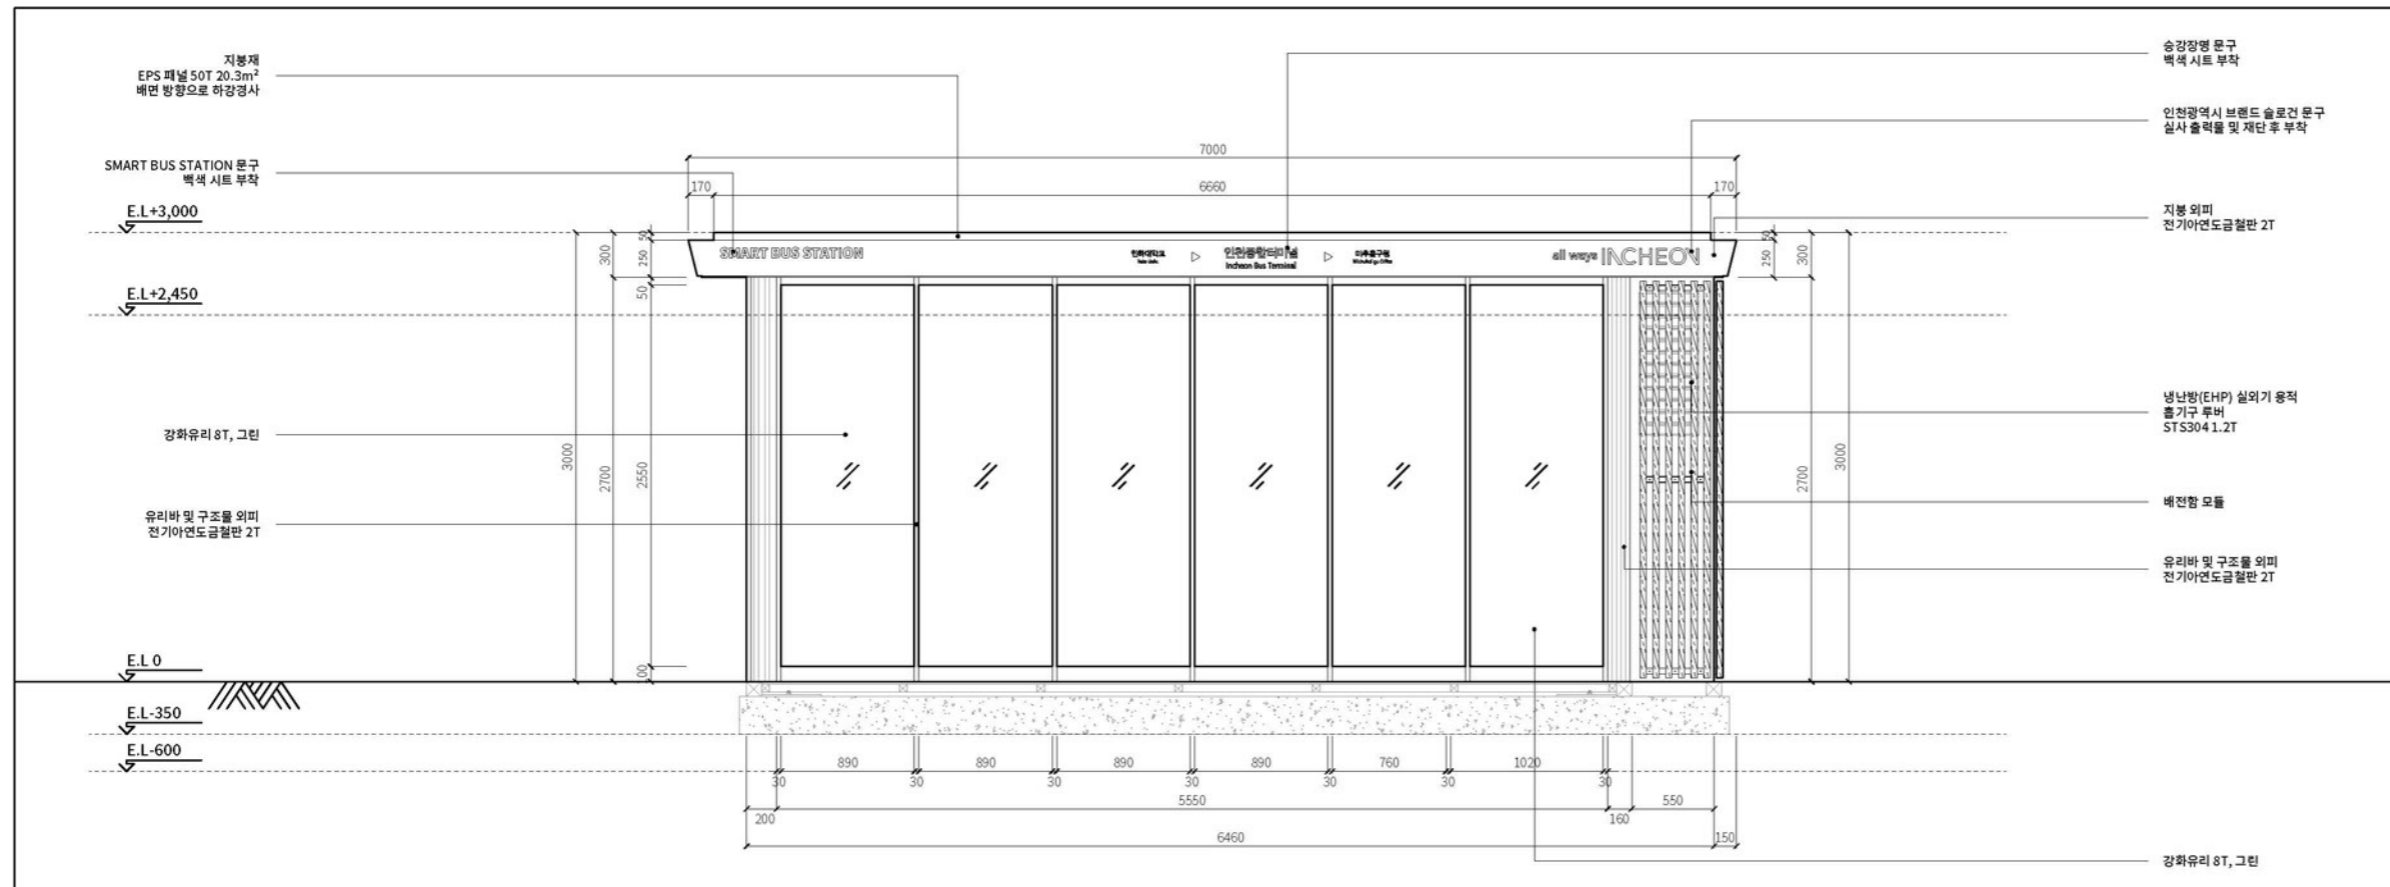 지붕재
EPS 패널 50T 20.3m²
배면 방향으로 하강경사
SMART BUS STATION 문구
백색 시트 부착
승강장명 문구
백색 시트 부착
인천광역시 브랜드 슬로건 문구
실사 출력물 및 재단 후 부착
지붕 외피
전기아연도금철판 2T
7000
170
6660
170
E.L+3,000
E.L+2,450
SMART BUS STATION
인하대학교
▷
인천종합터미널
Incheon Bus Terminal
▷
미추홀구청
all ways INCHEON
50
250
300
50
50
250
300
강화유리 8T, 그린
유리바 및 구조물 외피
전기아연도금철판 2T
3000
2700
2550
2700
3000
냉난방(EHP) 실외기 용적
흡기구 루버
STS304 1.2T
배전함 모듈
유리바 및 구조물 외피
전기아연도금철판 2T
E.L 0
E.L-350
E.L-600
890
890
890
890
760
1020
30
30
30
30
30
30
30
5550
550
200
160
6460
150
강화유리 8T, 그린